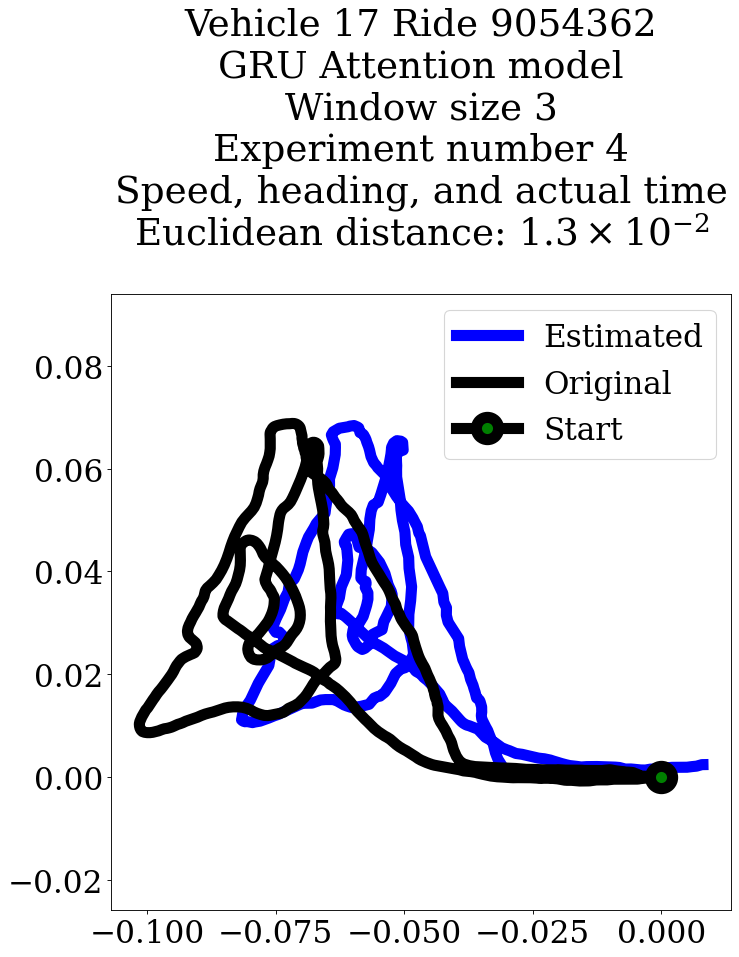 Vehicle 17 Ride 9054362
GRU Attention model
Window size 3
Experiment number 4
Speed, heading, and actual time
Euclidean distance: 1.3 × 10⁻²
Estimated
Original
Start
0.08
0.06
0.04
0.02
0.00
−0.02
−0.100 −0.075 −0.050 −0.025 0.000